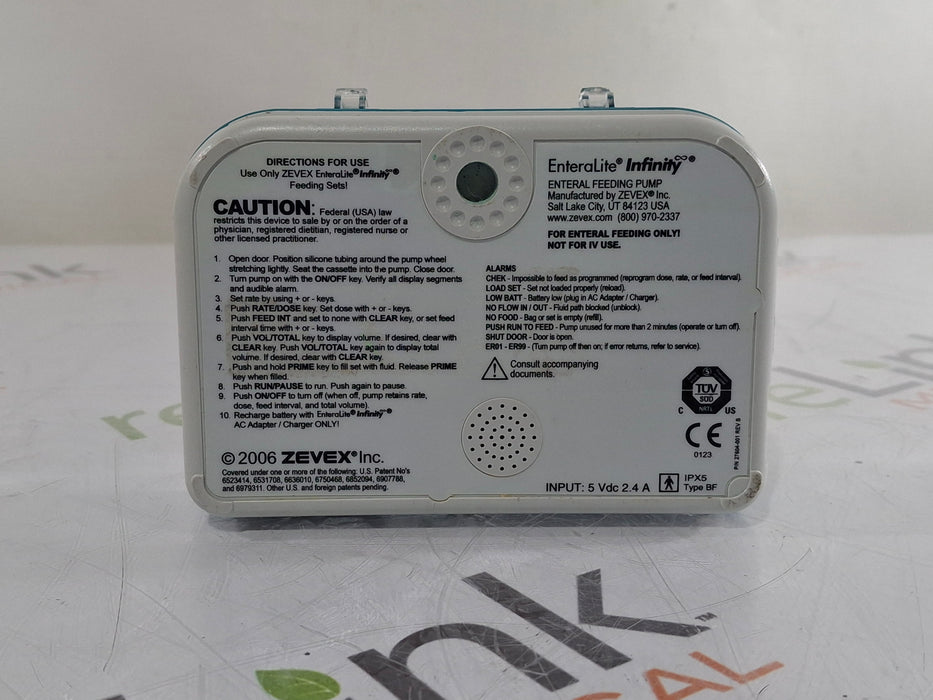 DIRECTIONS FOR USE
Use Only ZEVEX EnteraLite® Infinity®
Feeding Sets!
CAUTION: Federal (USA) law
restricts this device to sale by or on the order of a
physician, registered dietitian, registered nurse or
other licensed practitioner.
1. Open door. Position silicone tubing around the pump wheel
stretching lightly. Seat the cassette into the pump. Close door.
2. Turn pump on with the ON/OFF key. Verify all display segments
and audible alarm.
3. Set rate by using + or - keys.
4. Push RATE/DOSE key. Set dose with + or - keys.
5. Push FEED INT and set to none with CLEAR key, or set feed
interval time with + or - keys.
6. Push VOL/TOTAL key to display volume. If desired, clear with
CLEAR key. Push VOL/TOTAL key again to display total
volume. If desired, clear with CLEAR key.
7. Push and hold PRIME key to fill set with fluid. Release PRIME
key when filled.
8. Push RUN/PAUSE to run. Push again to pause.
9. Push ON/OFF to turn off (when off, pump retains rate,
dose, feed interval, and total volume).
10. Recharge battery with EnteraLite® Infinity®
AC Adapter / Charger ONLY!
© 2006 ZEVEX® Inc.
Covered under one or more of the following: U.S. Patent No's
6523414, 6531708, 6636010, 6750468, 6852094, 6907788,
and 6979311. Other U.S. and foreign patents pending.
EnteraLite® Infinity∞®
ENTERAL FEEDING PUMP
Manufactured by ZEVEX® Inc.
Salt Lake City, UT 84123 USA
www.zevex.com (800) 970-2337
FOR ENTERAL FEEDING ONLY!
NOT FOR IV USE.
ALARMS
CHEK - Impossible to feed as programmed (reprogram dose, rate, or feed interval).
LOAD SET - Set not loaded properly (reload).
LOW BATT - Battery low (plug in AC Adapter / Charger).
NO FLOW IN / OUT - Fluid path blocked (unblock).
NO FOOD - Bag or set is empty (refill).
PUSH RUN TO FEED - Pump unused for more than 2 minutes (operate or turn off).
SHUT DOOR - Door is open.
ER01 - ER99 - (Turn pump off then on; if error returns, refer to service).
Consult accompanying
documents.
TUV
SUD
NRTL
C US
CE
0123
P/N 27604-001 REV B
INPUT: 5 Vdc 2.4 A
IPX5
Type BF